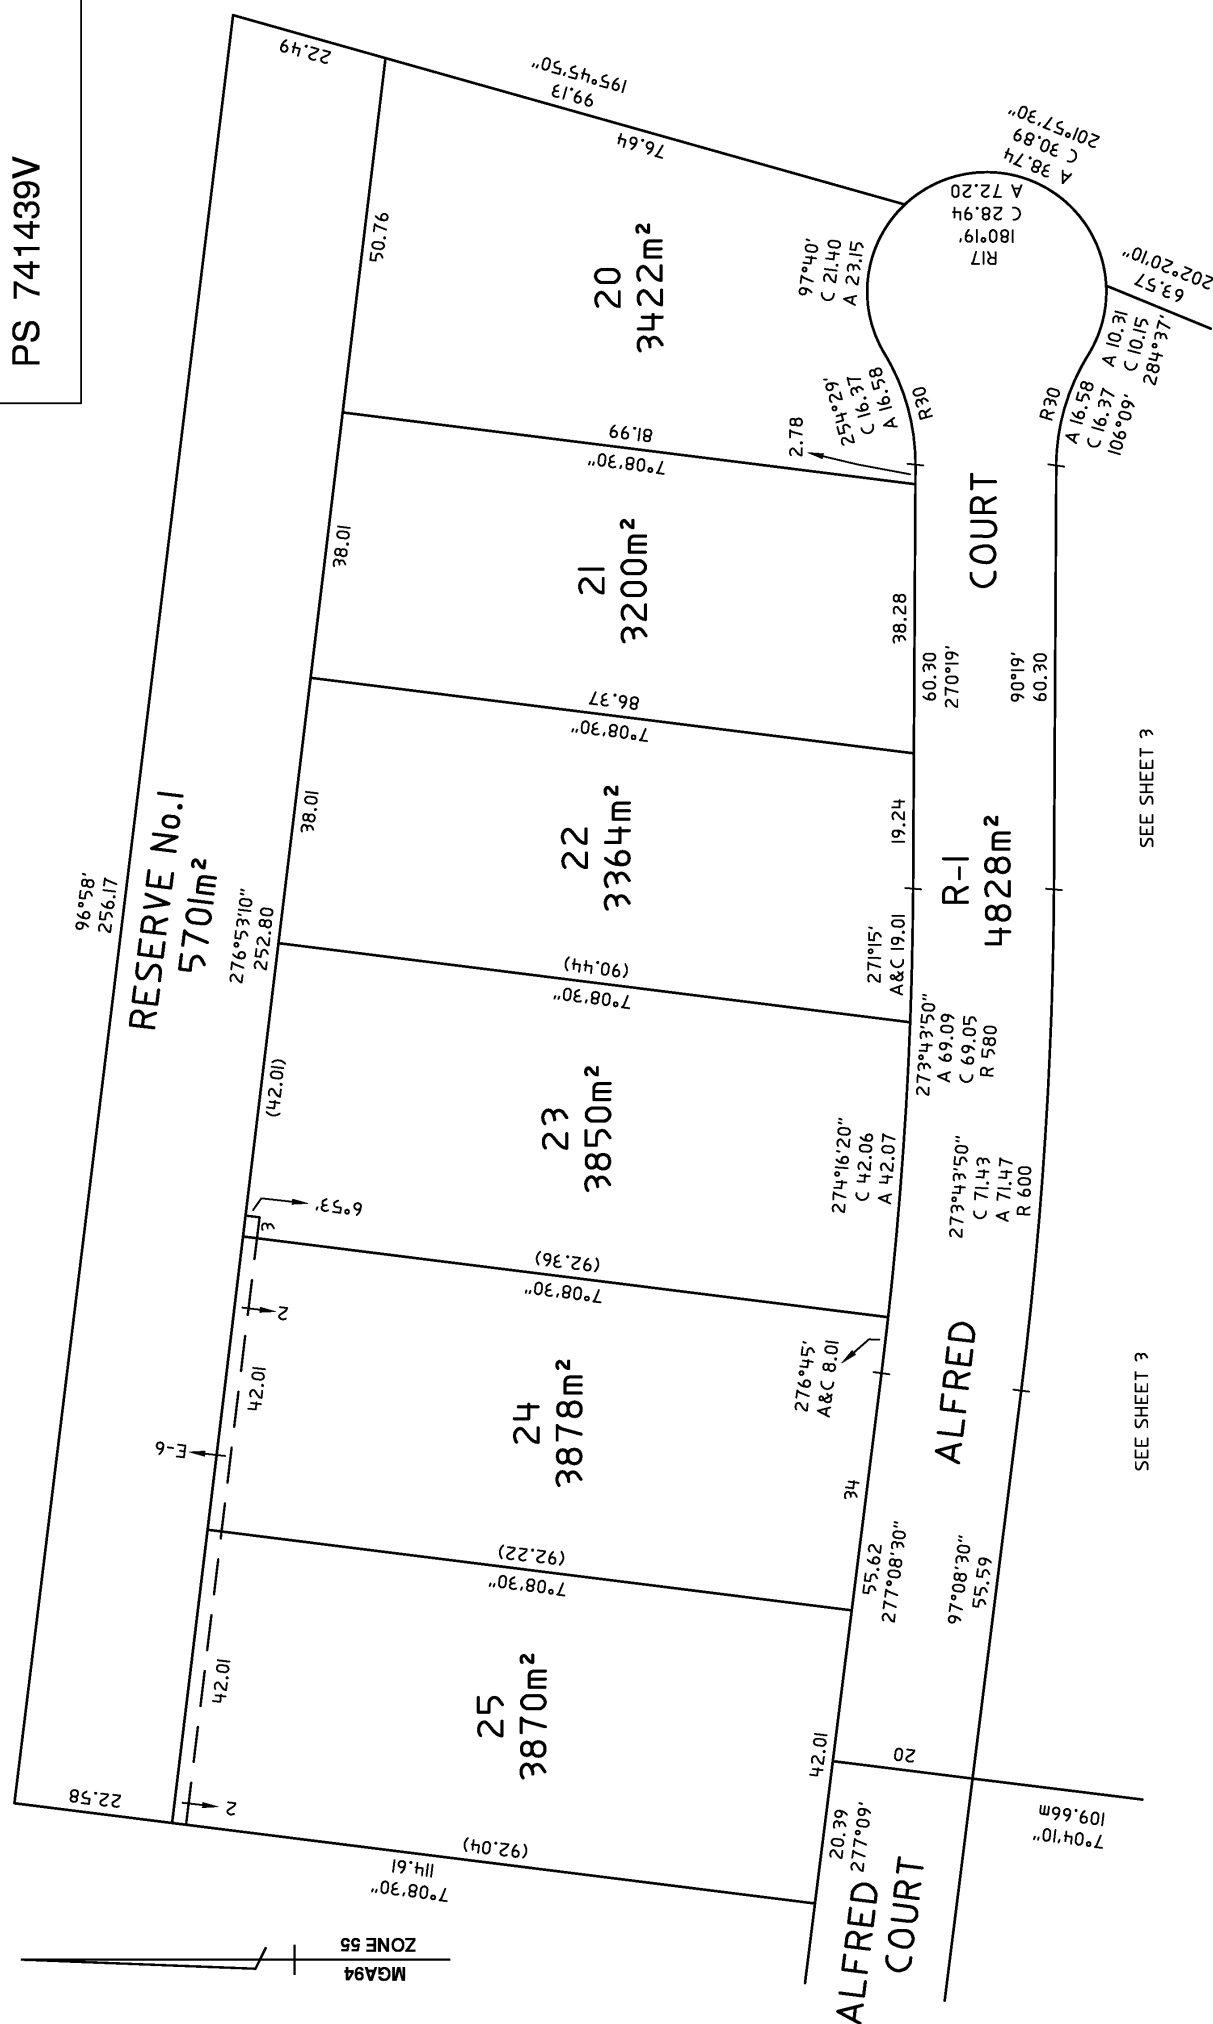 PS 741439V
22.49
99.13
195°45'50"
76.64
50.76
20
3422m²
97°40'
C 21.40
A 23.15
A 38.74
C 30.89
201°57'30"
A 72.20
C 28.94
180°19'
R17
63.57
202°20'10"
A 10.31
C 10.15
284°37'
254°29'
C 16.37
A 16.58
R30
R30
A 16.58
C 16.37
106°09'
2.78
81.99
7°08'30"
38.01
21
3200m²
38.28
COURT
60.30
270°19'
90°19'
60.30
86.37
7°08'30"
38.01
22
3364m²
19.24
R-1
4828m²
SEE SHEET 3
96°58'
256.17
RESERVE No.1
5701m²
276°53'10"
252.80
(90.44)
7°08'30"
271°15'
A&C 19.01
273°43'50"
A 69.09
C 69.05
R 580
(42.01)
23
3850m²
274°16'20"
C 42.06
A 42.07
273°43'50"
C 71.43
A 71.47
R 600
6°53'
3
(92.36)
7°08'30"
2
42.01
E-6
24
3878m²
276°45'
A&C 8.01
ALFRED
SEE SHEET 3
34
(92.22)
7°08'30"
55.62
277°08'30"
97°08'30"
55.59
42.01
25
3870m²
42.01
20
22.58
2
(92.04)
114.61
7°08'30"
20.39
277°09'
109.66m
7°04'10"
ALFRED
COURT
MGA94
ZONE 55